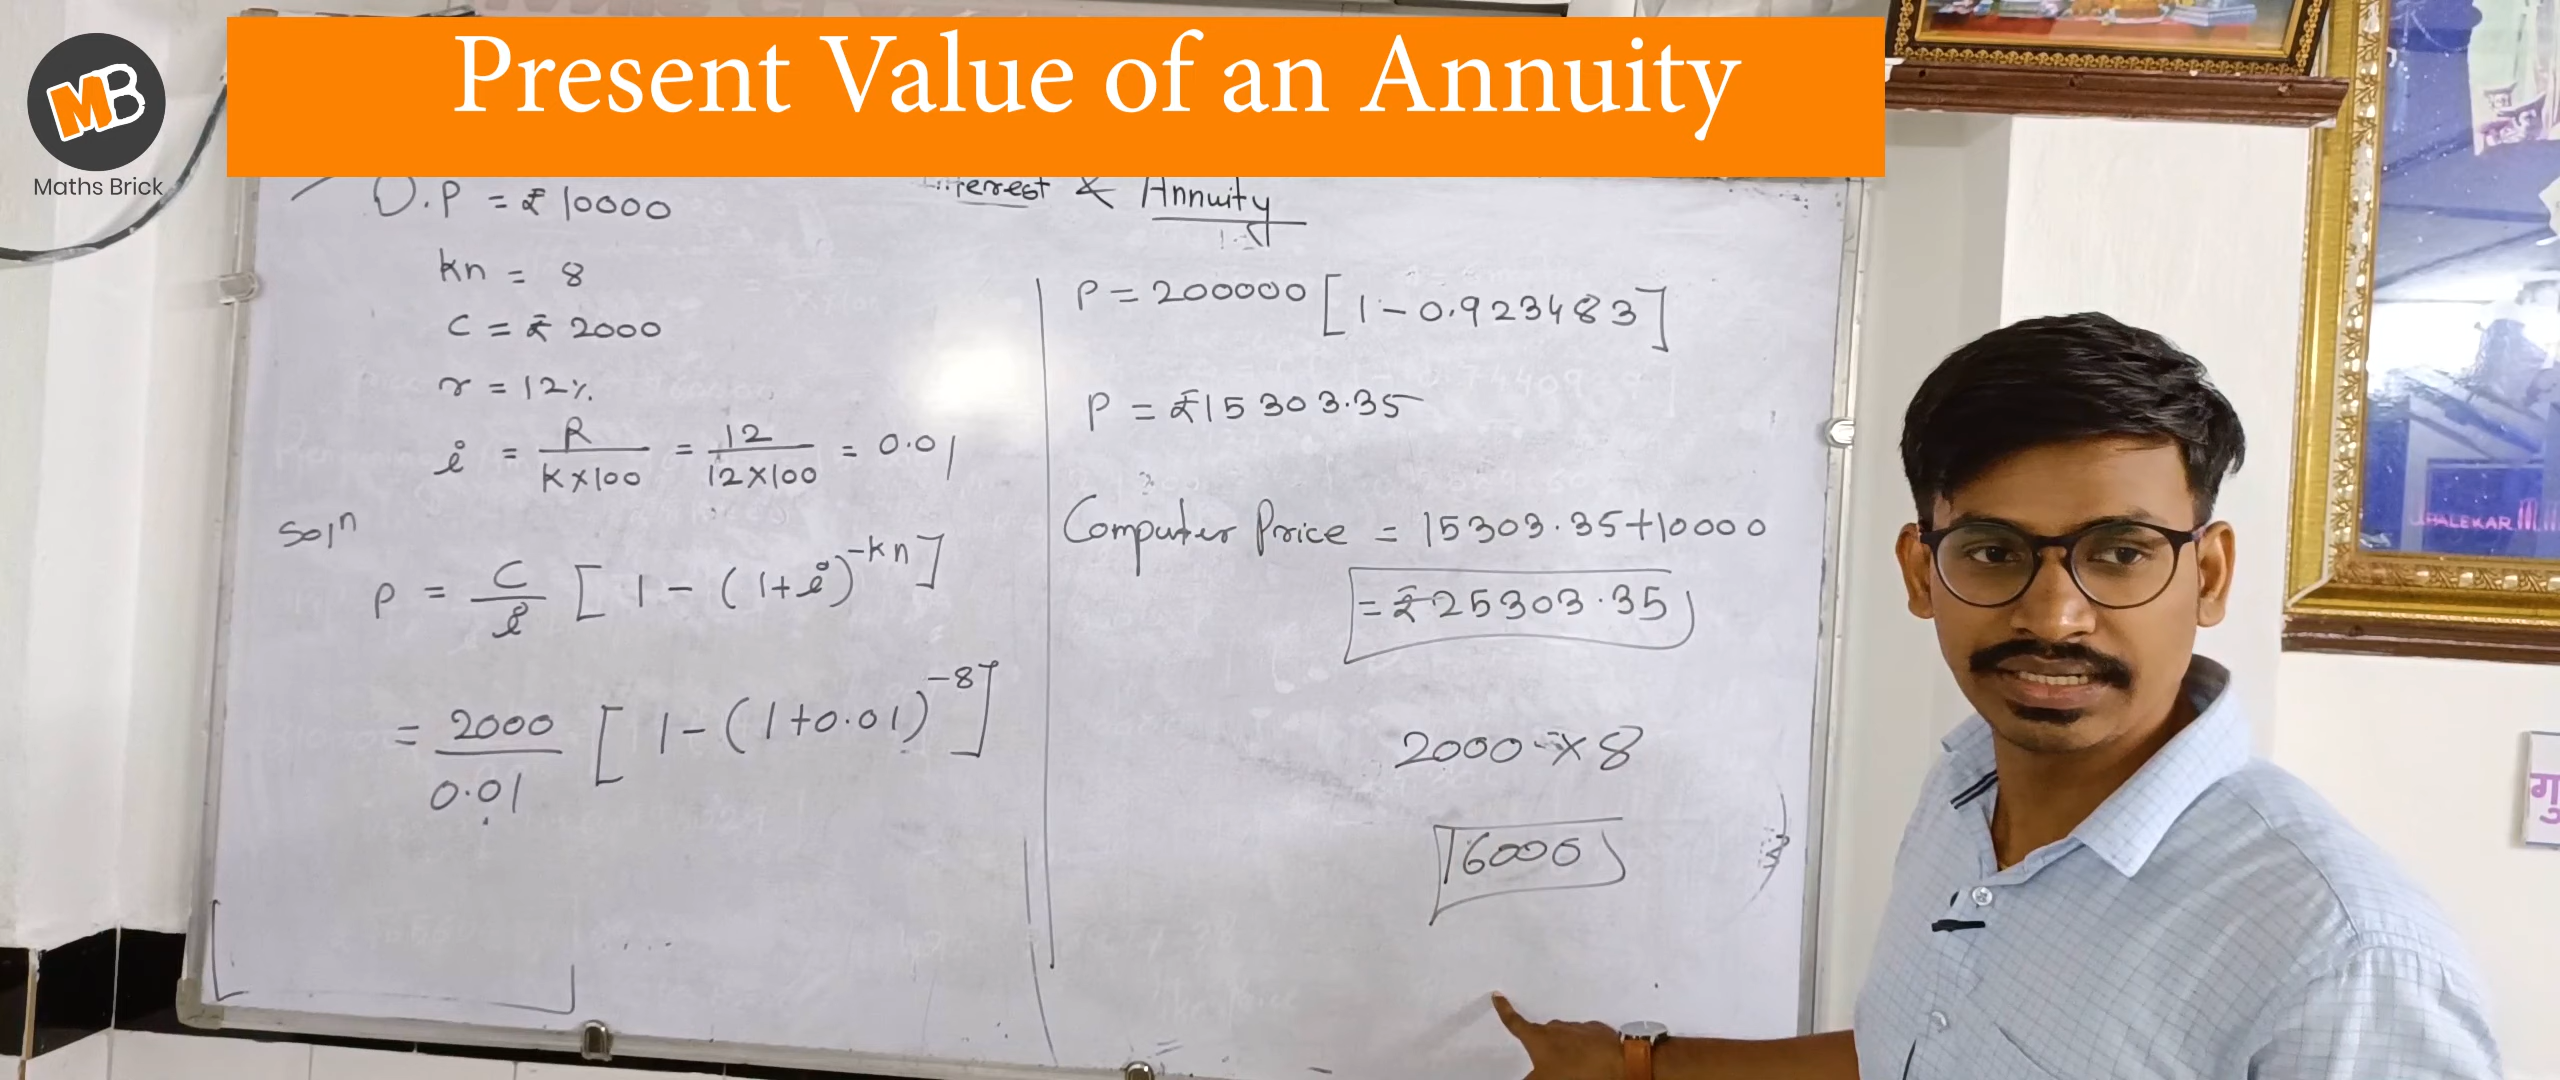 Present Value of an Annuity
MB
Maths Brick
Interest & Annuity
D.P = ₹ 10000
kn = 8
C = ₹ 2000
r = 12%
i = R / K×100 = 12 / 12×100 = 0.01
Solⁿ
P = C / i [ 1 - (1+i)^-kn ]
= 2000 / 0.01 [ 1 - (1+0.01)^-8 ]
P = 200000 [ 1 - 0.923483 ]
P = ₹15303.35
Computer Price = 15303.35+10000
= ₹25303.35
2000 × 8
16000
PALEKAR
गु